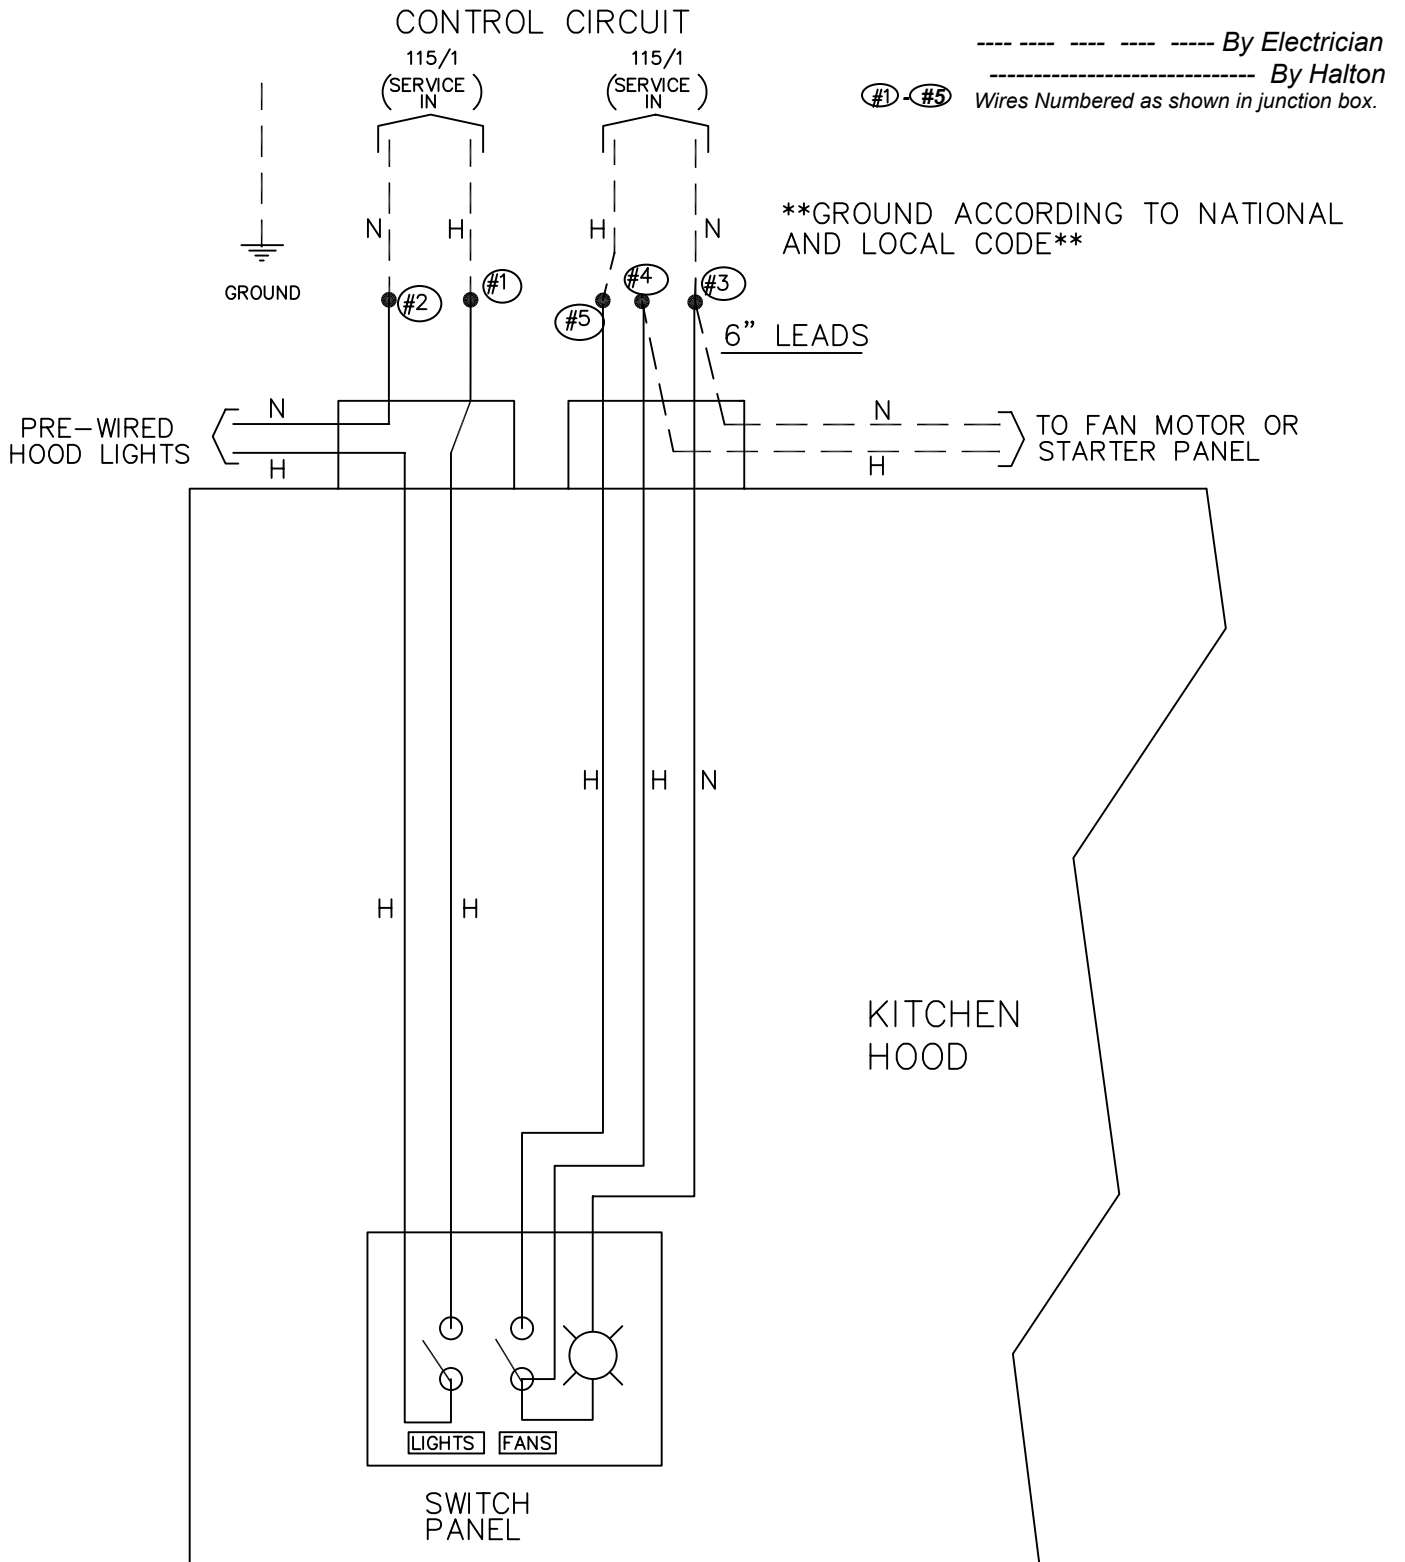 CONTROL CIRCUIT
---- ---- ---- ---- ----- By Electrician
------------------------------ By Halton
#1 - #5 Wires Numbered as shown in junction box.
115/1
(SERVICE IN)
115/1
(SERVICE IN)
**GROUND ACCORDING TO NATIONAL
AND LOCAL CODE**
N H H N
GROUND
#2 #1 #5 #4 #3
6” LEADS
PRE-WIRED
HOOD LIGHTS
N
H
N
H
TO FAN MOTOR OR
STARTER PANEL
H H N
H H
KITCHEN
HOOD
LIGHTS FANS
SWITCH
PANEL